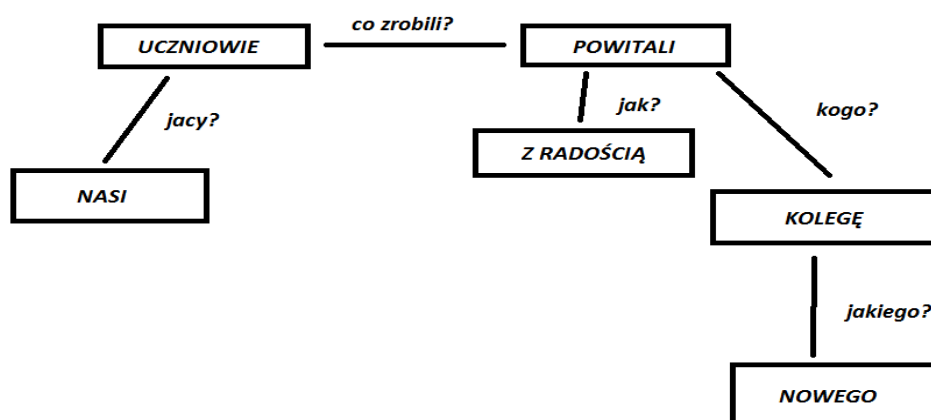 co zrobili?
UCZNIOWIE
POWITALI
jacy?
jak?
kogo?
Z RADOŚCIĄ
NASI
KOLEGĘ
jakiego?
NOWEGO